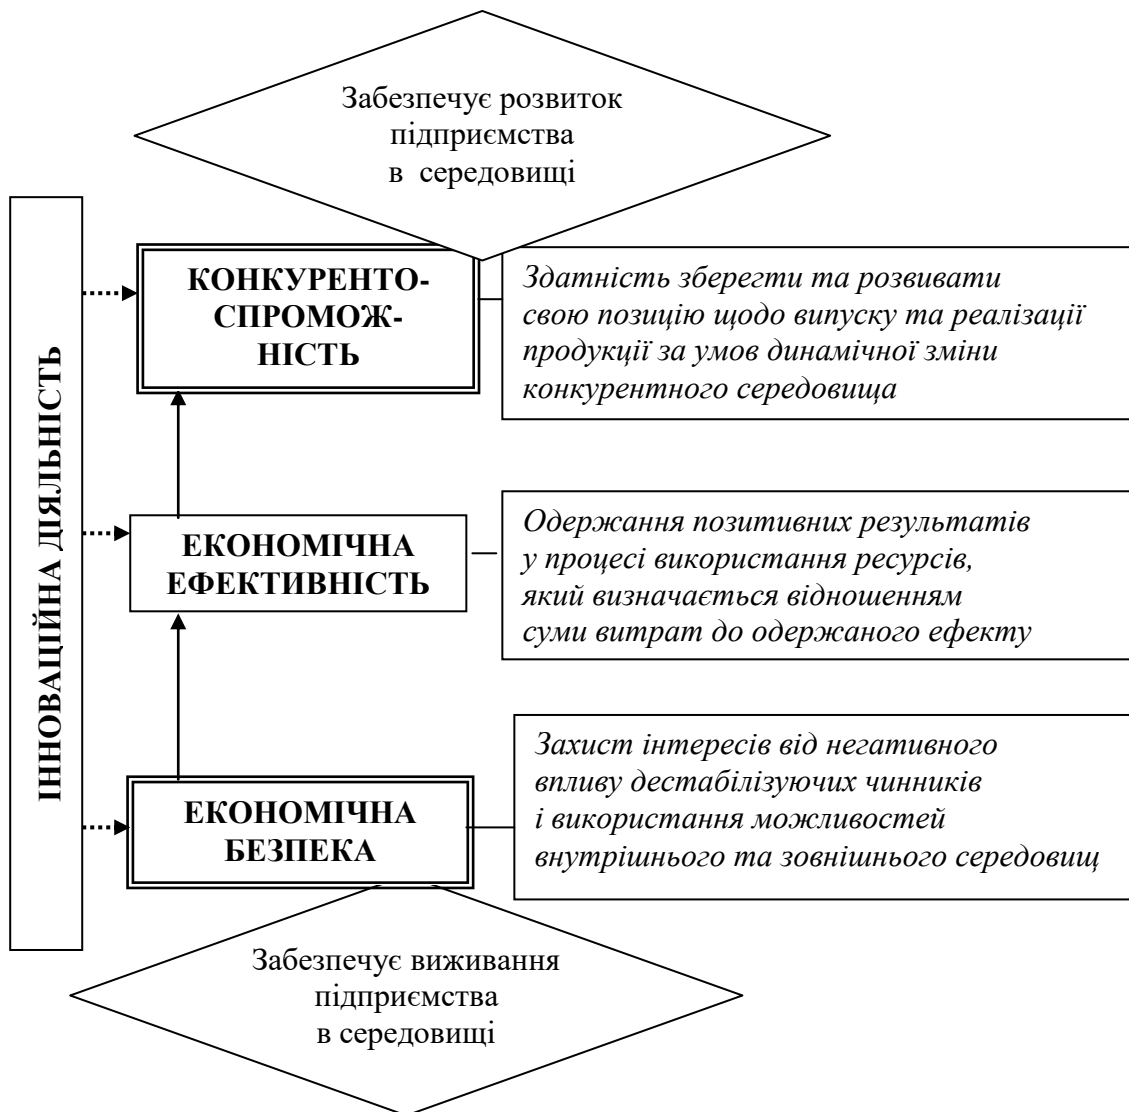 Забезпечує розвиток
підприємства
в середовищі
ІННОВАЦІЙНА ДІЯЛЬНІСТЬ
КОНКУРЕНТО-
СПРОМОЖ-
НІСТЬ
Здатність зберегти та розвивати
свою позицію щодо випуску та реалізації
продукції за умов динамічної зміни
конкурентного середовища
ЕКОНОМІЧНА
ЕФЕКТИВНІСТЬ
Одержання позитивних результатів
у процесі використання ресурсів,
який визначається відношенням
суми витрат до одержаного ефекту
ЕКОНОМІЧНА
БЕЗПЕКА
Захист інтересів від негативного
впливу дестабілізуючих чинників
і використання можливостей
внутрішнього та зовнішнього середовищ
Забезпечує виживання
підприємства
в середовищі